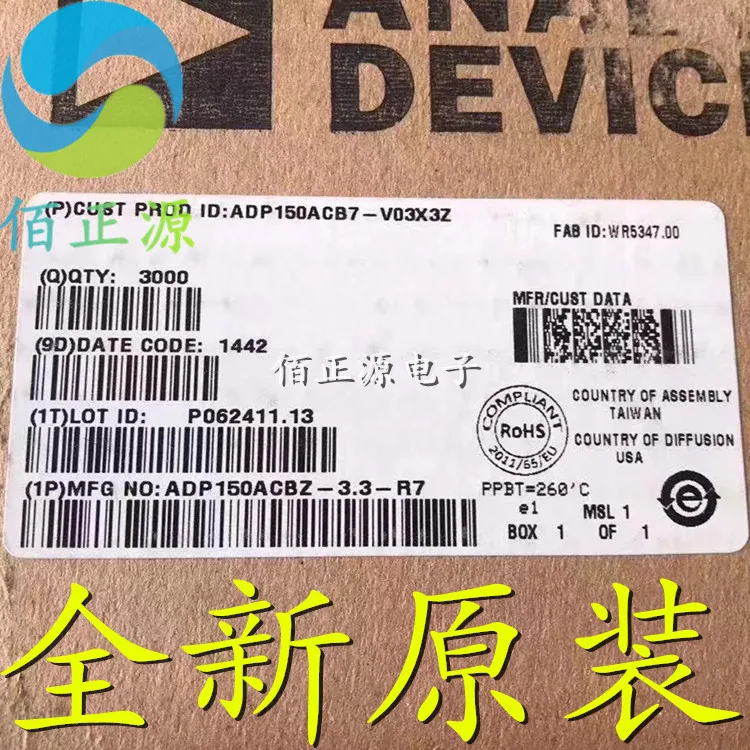 ANAL
DEVIC
佰正源
(P)CUST PROD ID:ADP150ACB7-V03X3Z
FAB ID:WR5347.00
(Q)QTY: 3000
MFR/CUST DATA
(9D)DATE CODE: 1442
佰正源电子
(1T)LOT ID: P062411.13
COMPLIANT
RoHS
2011/65/EU
COUNTRY OF ASSEMBLY
TAIWAN
COUNTRY OF DIFFUSION
USA
(1P)MFG NO:ADP150ACBZ-3.3-R7
PPBT=260'C
e1
MSL 1
BOX 1 OF 1
e
全新原装